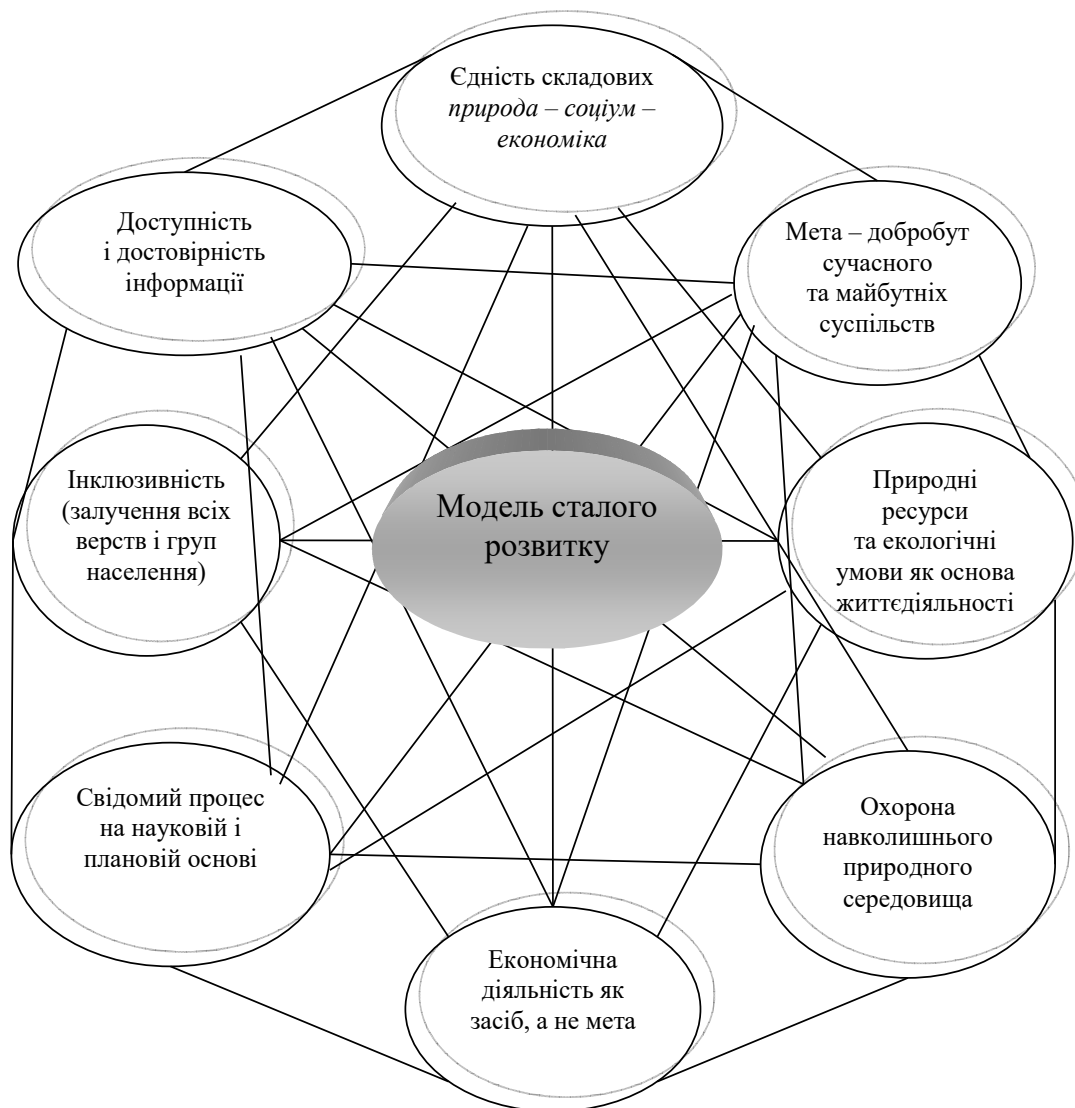 Єдність складових
природа – соціум –
економіка
Доступність
і достовірність
інформації
Мета – добробут
сучасного
та майбутніх
суспільств
Інклюзивність
(залучення всіх
верств і груп
населення)
Модель сталого
розвитку
Природні
ресурси
та екологічні
умови як основа
життєдіяльності
Свідомий процес
на науковій і
плановій основі
Охорона
навколишнього
природного
середовища
Економічна
діяльність як
засіб, а не мета